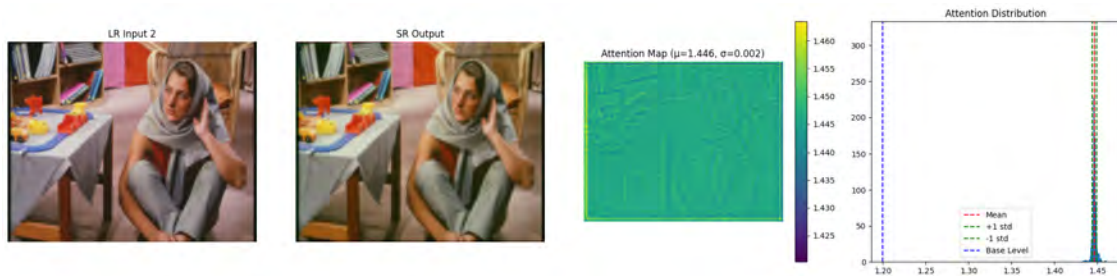 LR Input 2
SR Output
Attention Map (μ=1.446, σ=0.002)
1.460
1.455
1.450
1.445
1.440
1.435
1.430
1.425
Attention Distribution
300
250
200
150
100
50
0
1.20
1.25
1.30
1.35
1.40
1.45
Mean
+1 std
-1 std
Base Level